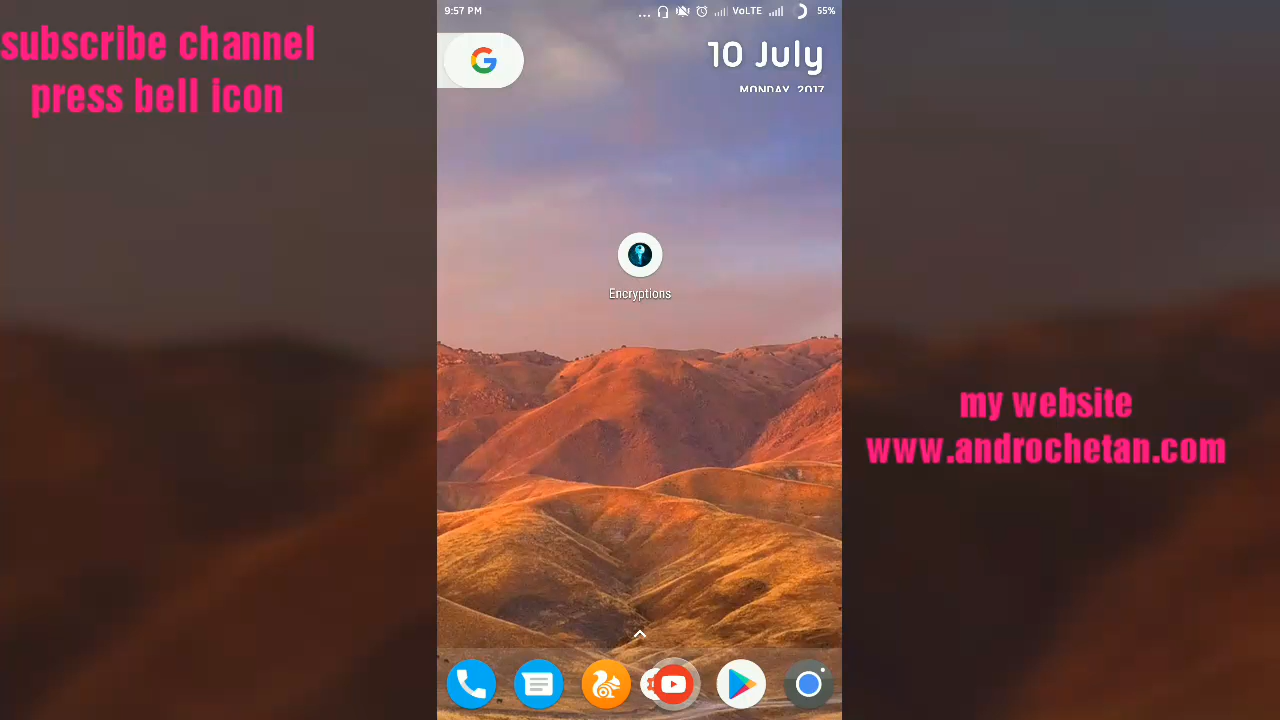 subscribe channel
press bell icon
9:57 PM
... VoLTE 55%
G
10 July
MONDAY, 2017
Encryptions
my website
www.androchetan.com